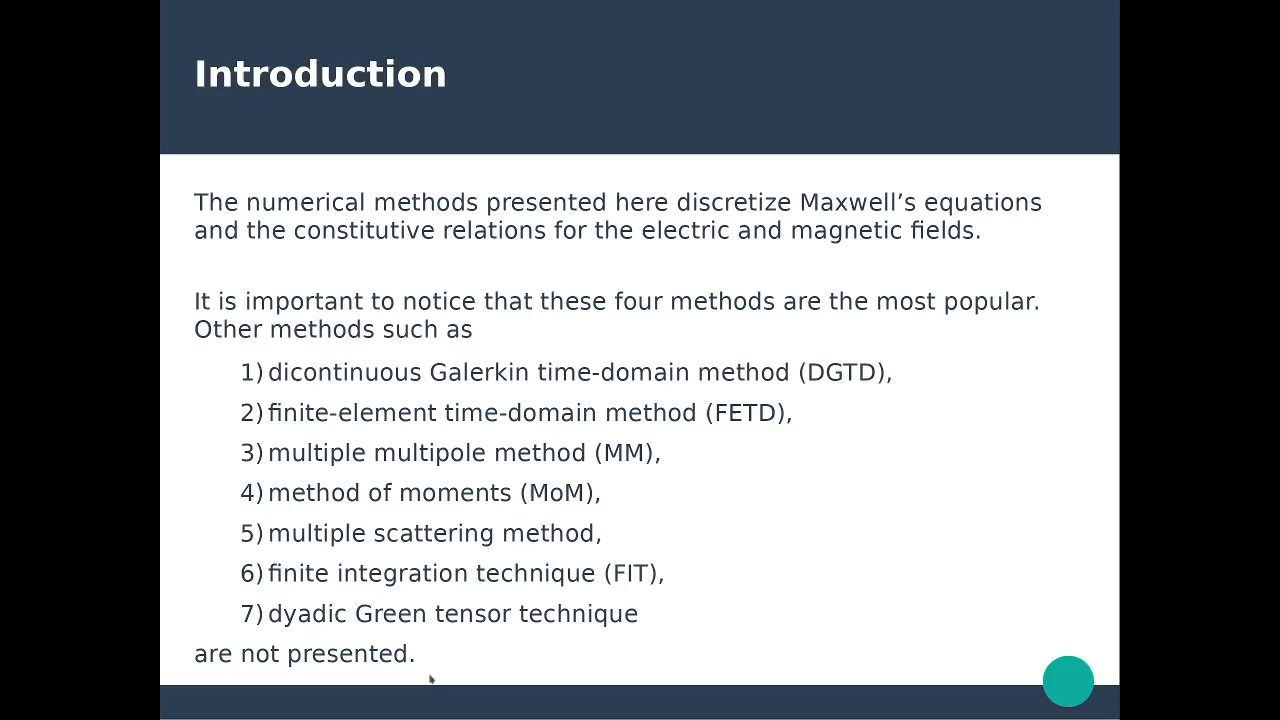 Introduction
The numerical methods presented here discretize Maxwell’s equations
and the constitutive relations for the electric and magnetic fields.
It is important to notice that these four methods are the most popular.
Other methods such as
1) dicontinuous Galerkin time-domain method (DGTD),
2) finite-element time-domain method (FETD),
3) multiple multipole method (MM),
4) method of moments (MoM),
5) multiple scattering method,
6) finite integration technique (FIT),
7) dyadic Green tensor technique
are not presented.